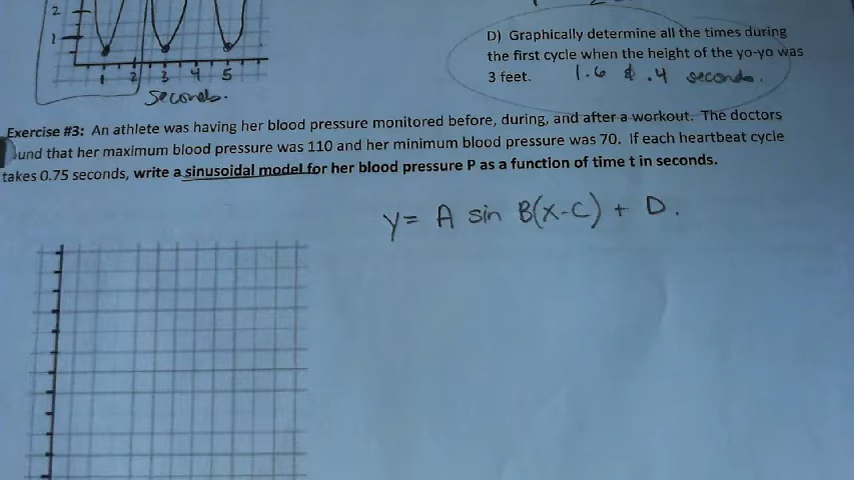 2
1
1 2 3 4 5
Seconds.
D) Graphically determine all the times during
the first cycle when the height of the yo-yo was
3 feet. 1.6 & .4 seconds.
Exercise #3: An athlete was having her blood pressure monitored before, during, and after a workout. The doctors
ound that her maximum blood pressure was 110 and her minimum blood pressure was 70. If each heartbeat cycle
takes 0.75 seconds, write a sinusoidal model for her blood pressure P as a function of time t in seconds.
y = A sin B(x-C) + D.